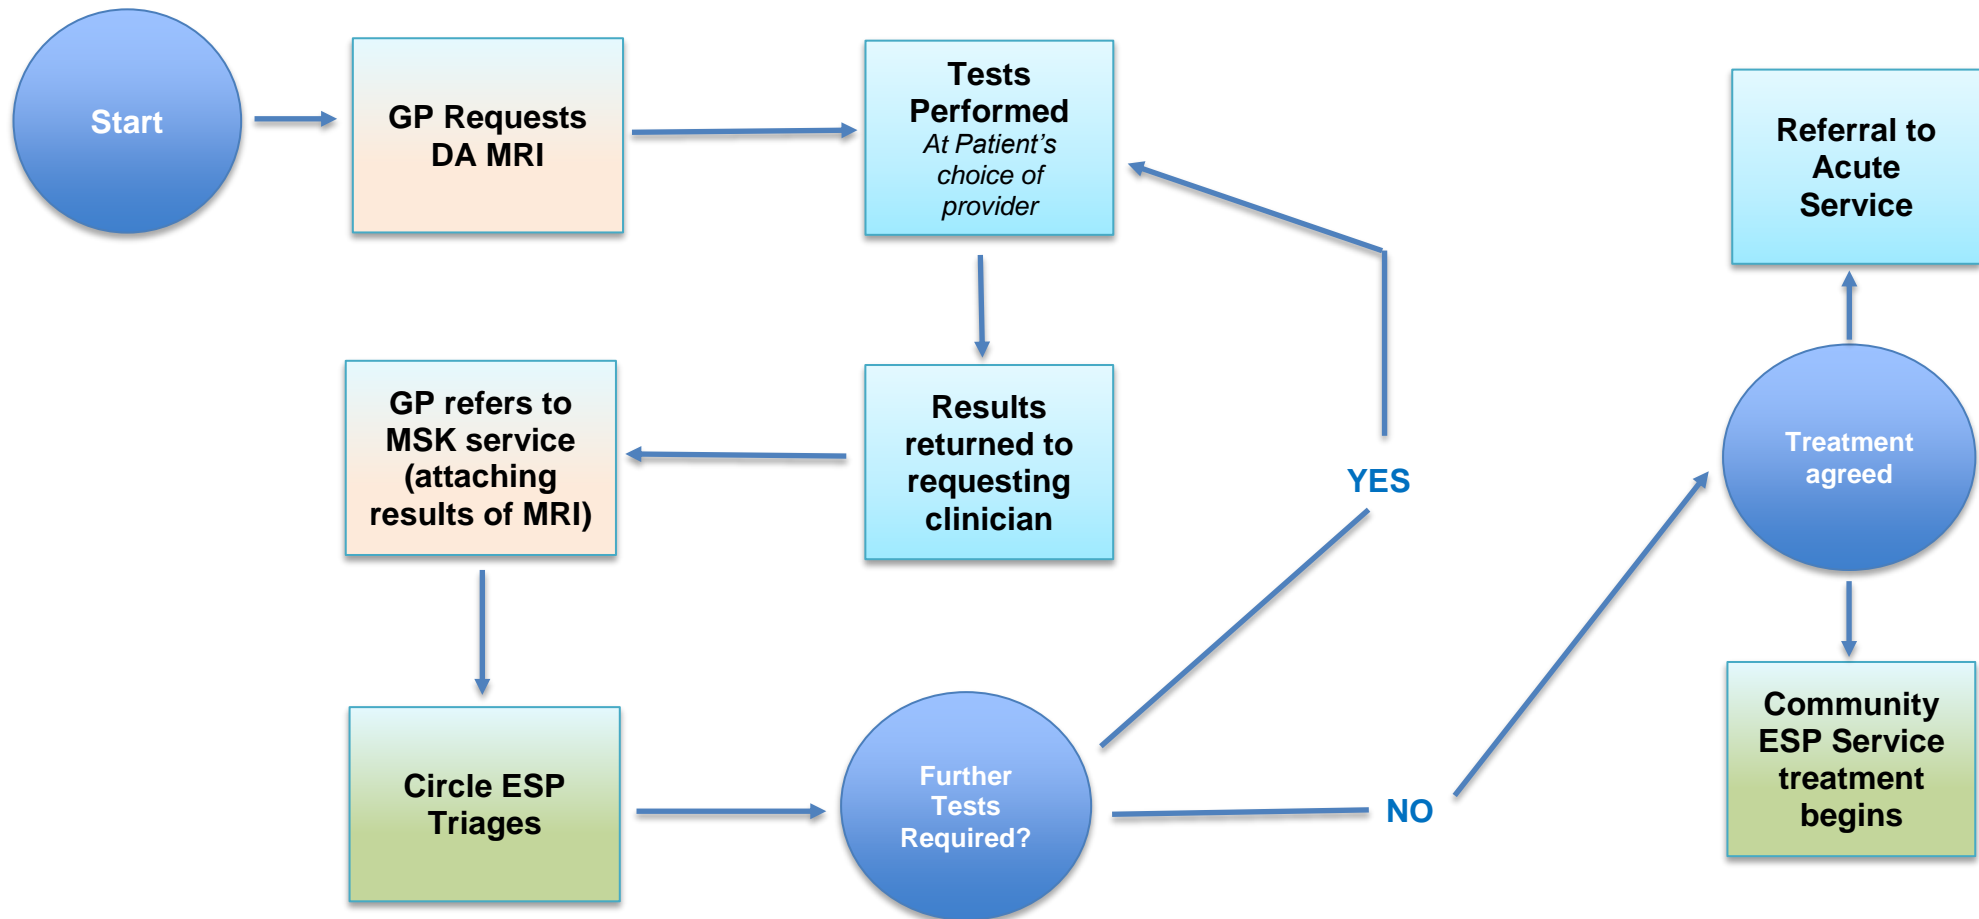 Start
GP Requests
DA MRI
Tests
Performed
At Patient’s
choice of
provider
Referral to
Acute
Service
GP refers to
MSK service
(attaching
results of MRI)
Results
returned to
requesting
clinician
YES
Treatment
agreed
Circle ESP
Triages
Further
Tests
Required?
NO
Community
ESP Service
treatment
begins